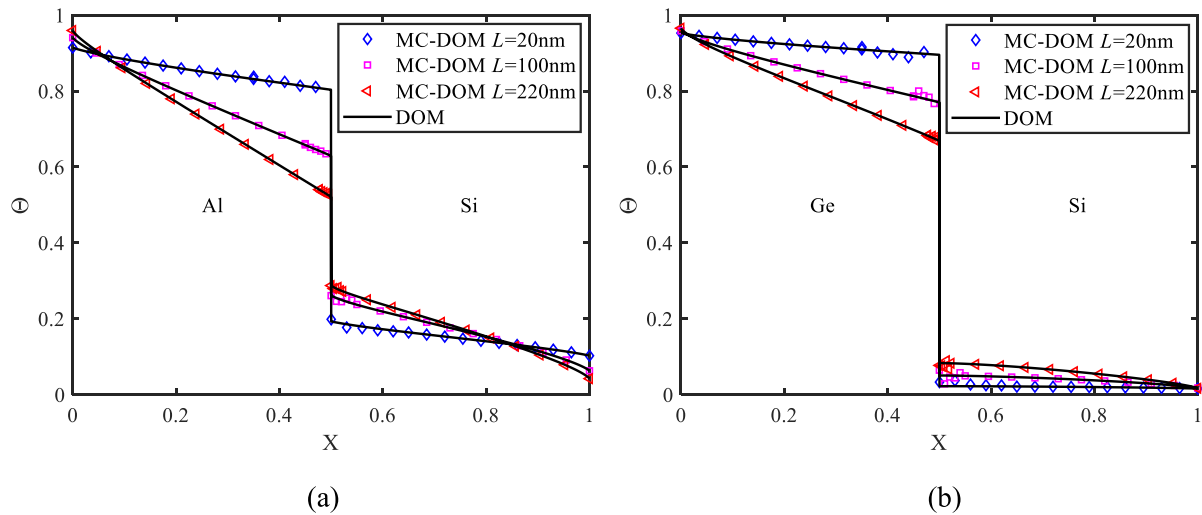 1
0.8
0.6
0.4
0.2
0
Θ
0
0.2
0.4
0.6
0.8
1
X
MC-DOM L=20nm
MC-DOM L=100nm
MC-DOM L=220nm
DOM
Al
Si
(a)
1
0.8
0.6
0.4
0.2
0
Θ
0
0.2
0.4
0.6
0.8
1
X
MC-DOM L=20nm
MC-DOM L=100nm
MC-DOM L=220nm
DOM
Ge
Si
(b)